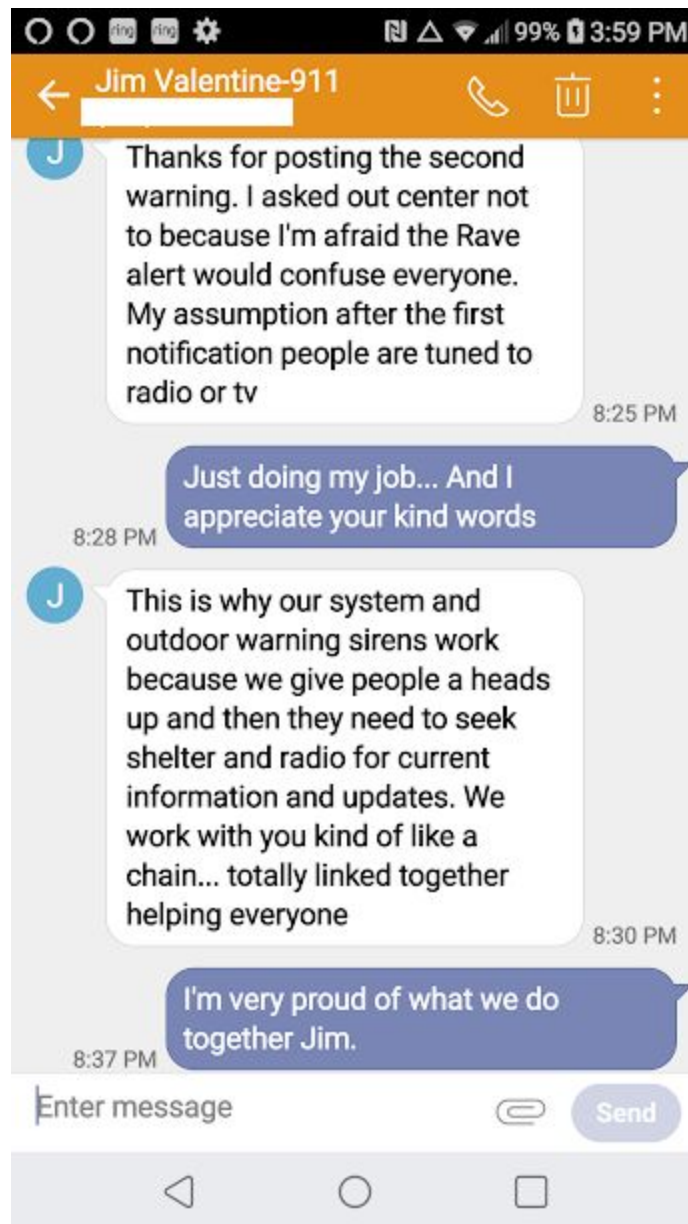 ring ring 99% 3:59 PM
Jim Valentine-911
J
Thanks for posting the second
warning. I asked out center not
to because I'm afraid the Rave
alert would confuse everyone.
My assumption after the first
notification people are tuned to
radio or tv
8:25 PM
Just doing my job... And I
appreciate your kind words
8:28 PM
J
This is why our system and
outdoor warning sirens work
because we give people a heads
up and then they need to seek
shelter and radio for current
information and updates. We
work with you kind of like a
chain... totally linked together
helping everyone
8:30 PM
I'm very proud of what we do
together Jim.
8:37 PM
Enter message
Send